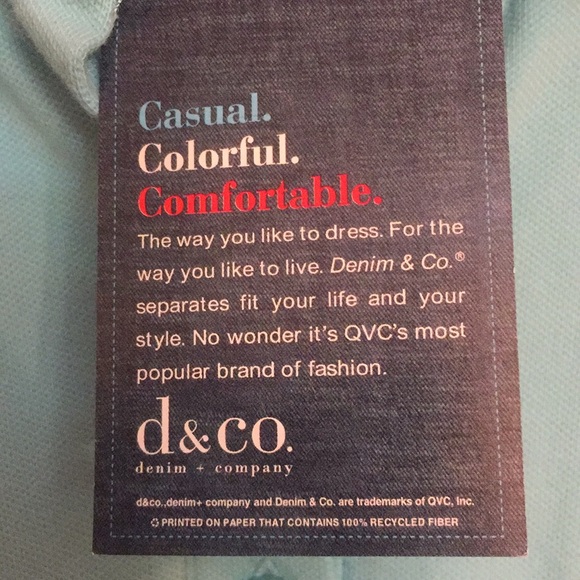 Casual.
Colorful.
Comfortable.
The way you like to dress. For the
way you like to live. Denim & Co.®
separates fit your life and your
style. No wonder it's QVC's most
popular brand of fashion.
d&co.
denim + company
d&co.,denim+ company and Denim & Co. are trademarks of QVC, Inc.
♲ PRINTED ON PAPER THAT CONTAINS 100% RECYCLED FIBER